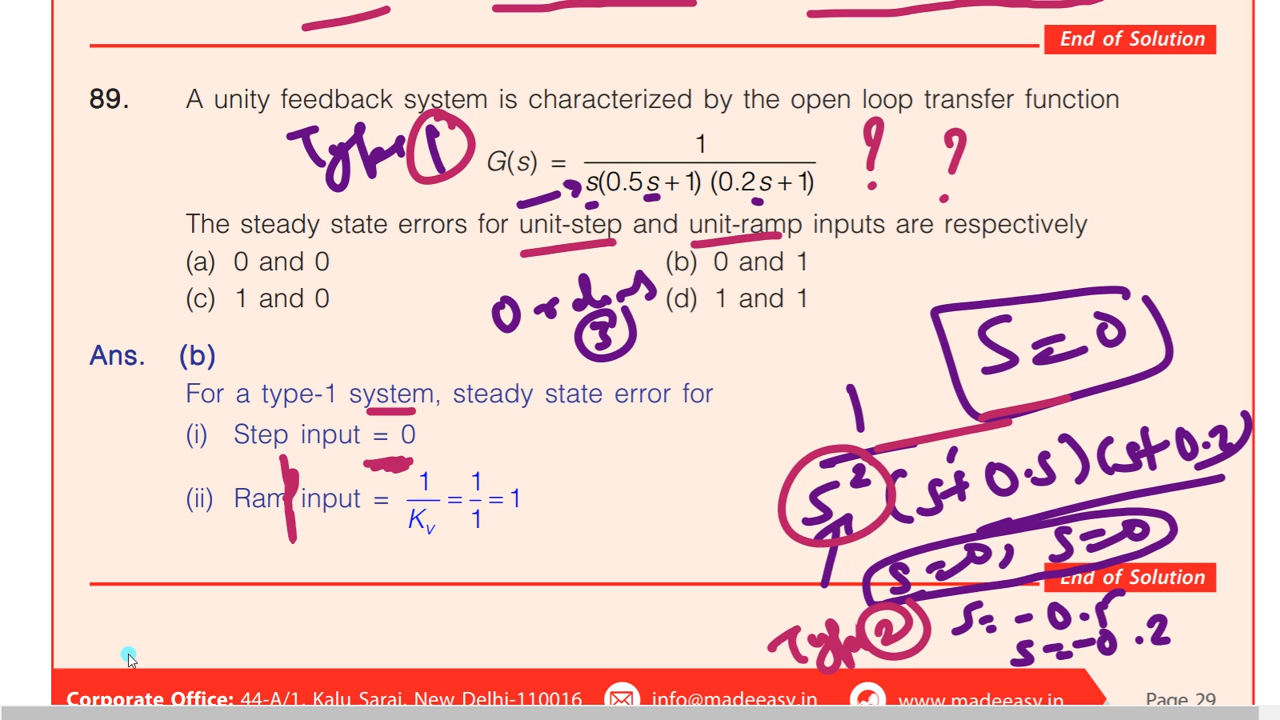 End of Solution
89. A unity feedback system is characterized by the open loop transfer function
Type 1
G(s) = 1 / s(0.5s + 1) (0.2s + 1)
? ?
The steady state errors for unit-step and unit-ramp inputs are respectively
(a) 0 and 0 (b) 0 and 1
(c) 1 and 0 (d) 1 and 1
3
S = 0
Ans. (b)
For a type-1 system, steady state error for
(i) Step input = 0
(ii) Ram input = 1/Kv = 1/1 = 1
1
S² (S + 0.5) (S + 0.2)
S = 0, S = 0
End of Solution
Type 2
S = - 0.5
S = - 0.2
Corporate Office: 44-A/1, Kalu Sarai, New Delhi-110016 info@madeeasy.in www.madeeasy.in Page 29